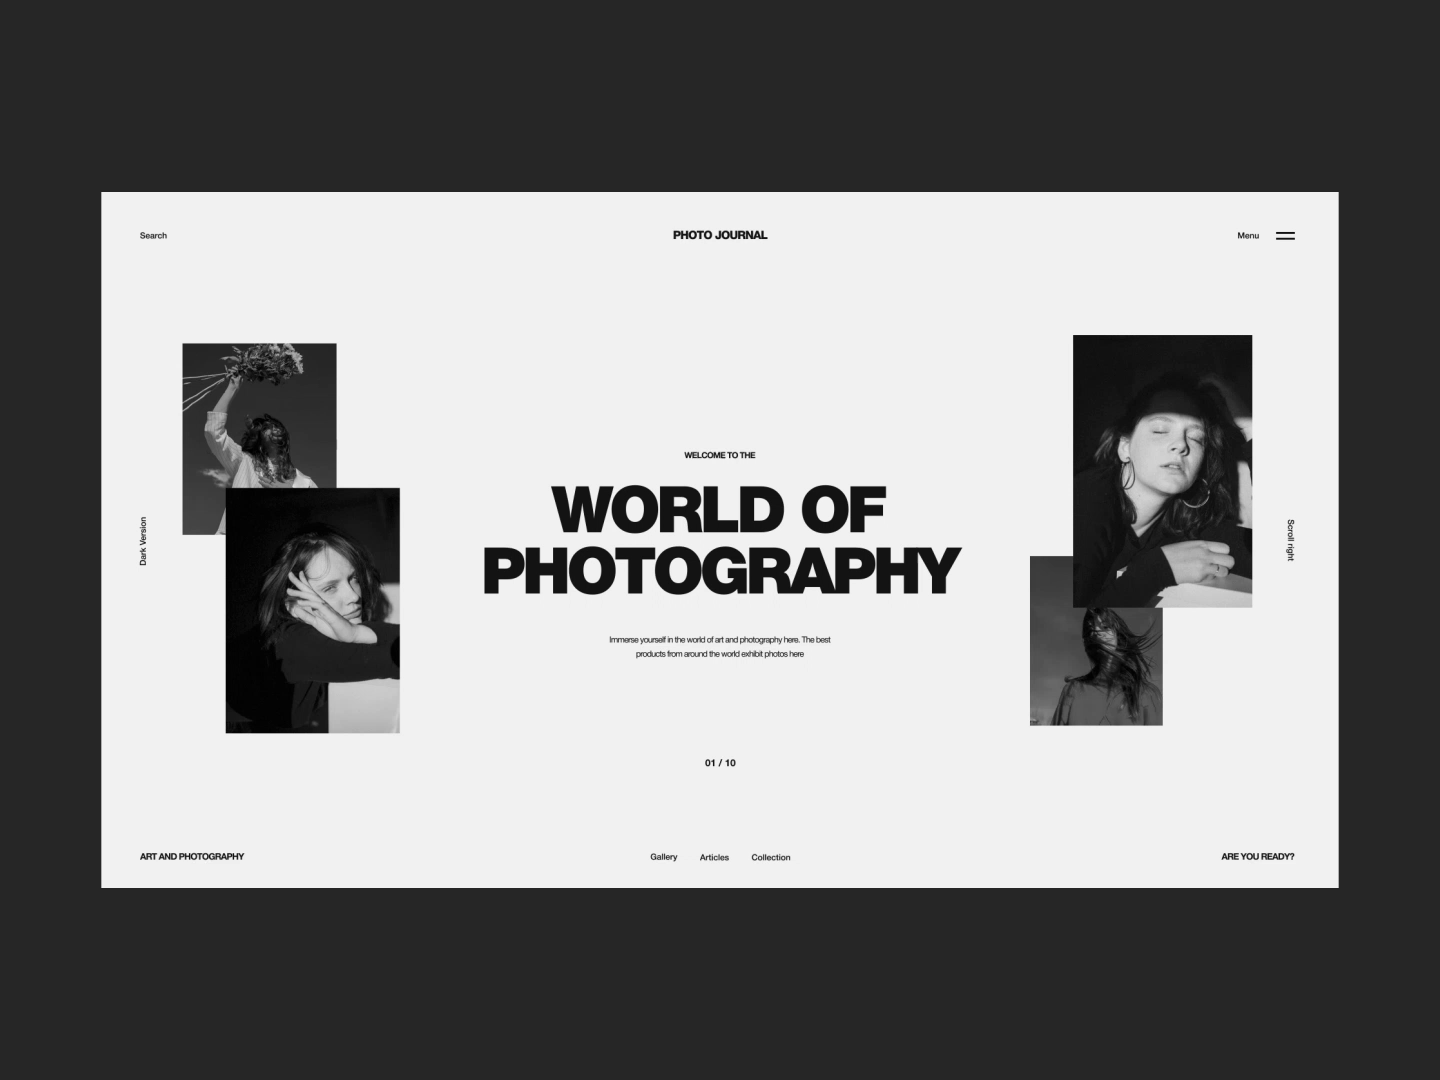 Search
PHOTO JOURNAL
Menu
WELCOME TO THE
WORLD OF
PHOTOGRAPHY
Dark Version
Scroll right
Immerse yourself in the world of art and photography here. The best
products from around the world exhibit photos here
01 / 10
ART AND PHOTOGRAPHY
Gallery
Articles
Collection
ARE YOU READY?